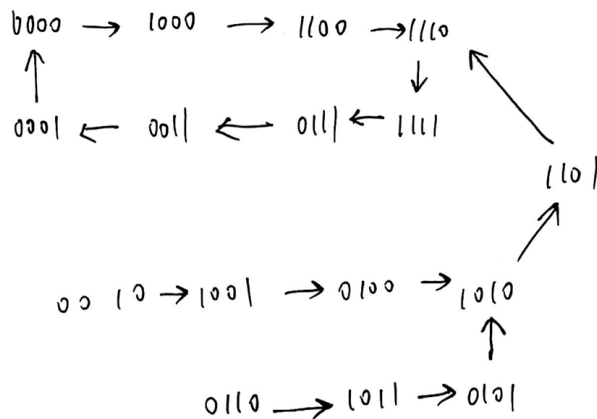 0000 → 1000 → 1100 → 1110
0001 ← 0011 ← 0111 ← 1111
1101
0010 → 1001 → 0100 → 1010
0110 → 1011 → 0101